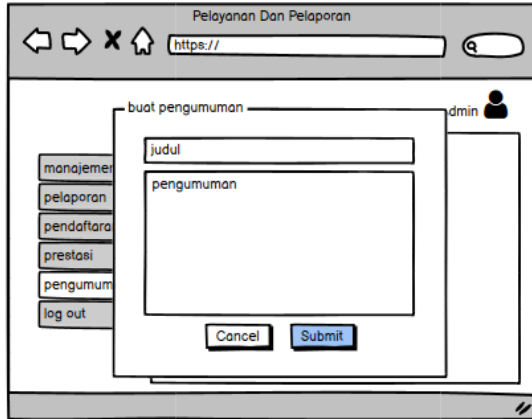 Pelayanan Dan Pelaporan
https://
dmin
buat pengumuman
judul
pengumuman
manajemen
pelaporan
pendaftara
prestasi
pengumum
log out
Cancel
Submit